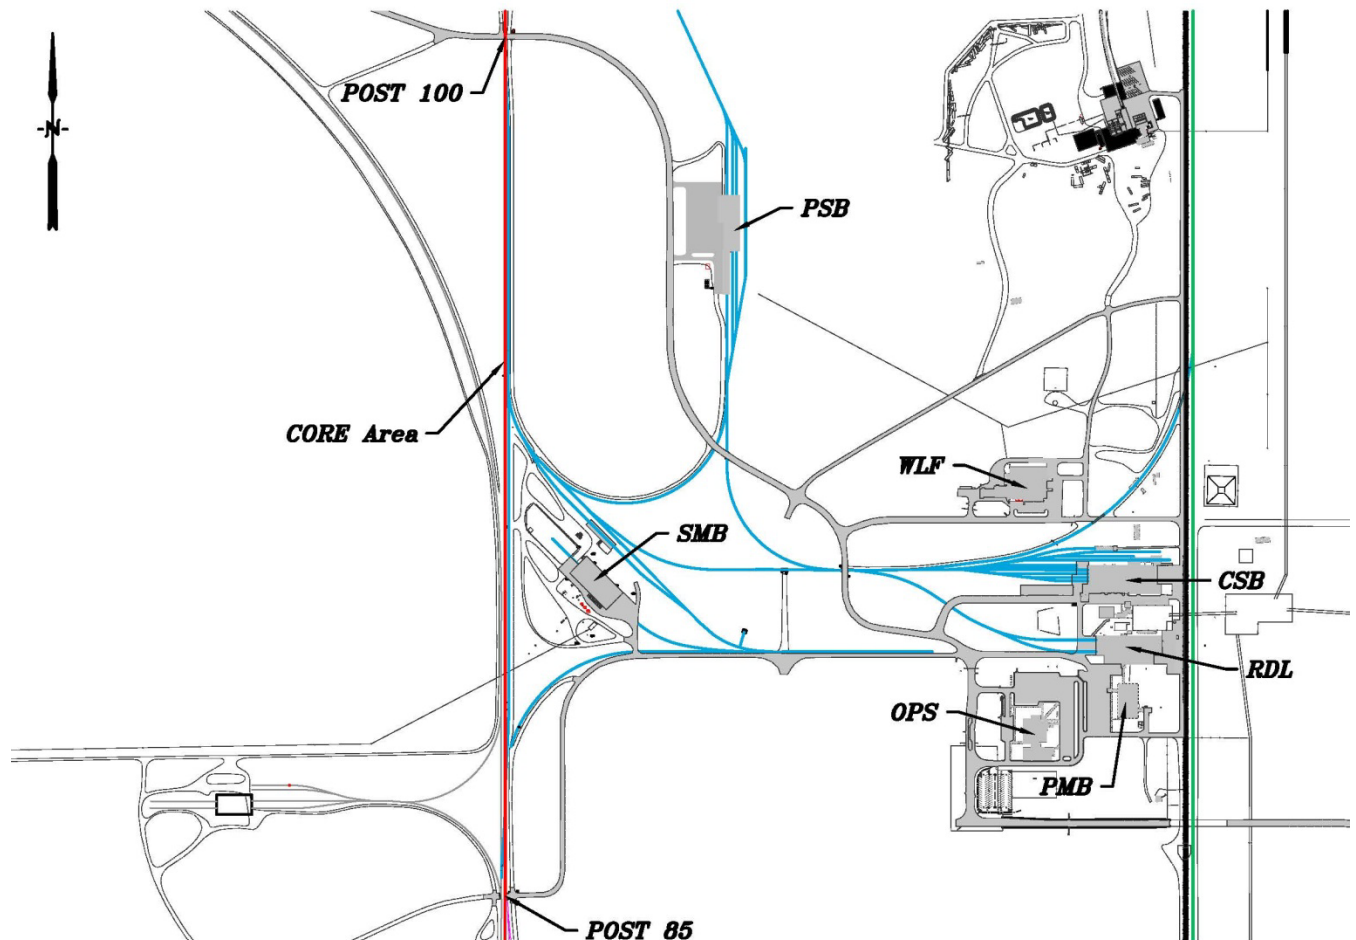 POST 100
-N-
PSB
CORE Area
WLF
SMB
CSB
RDL
OPS
PMB
POST 85